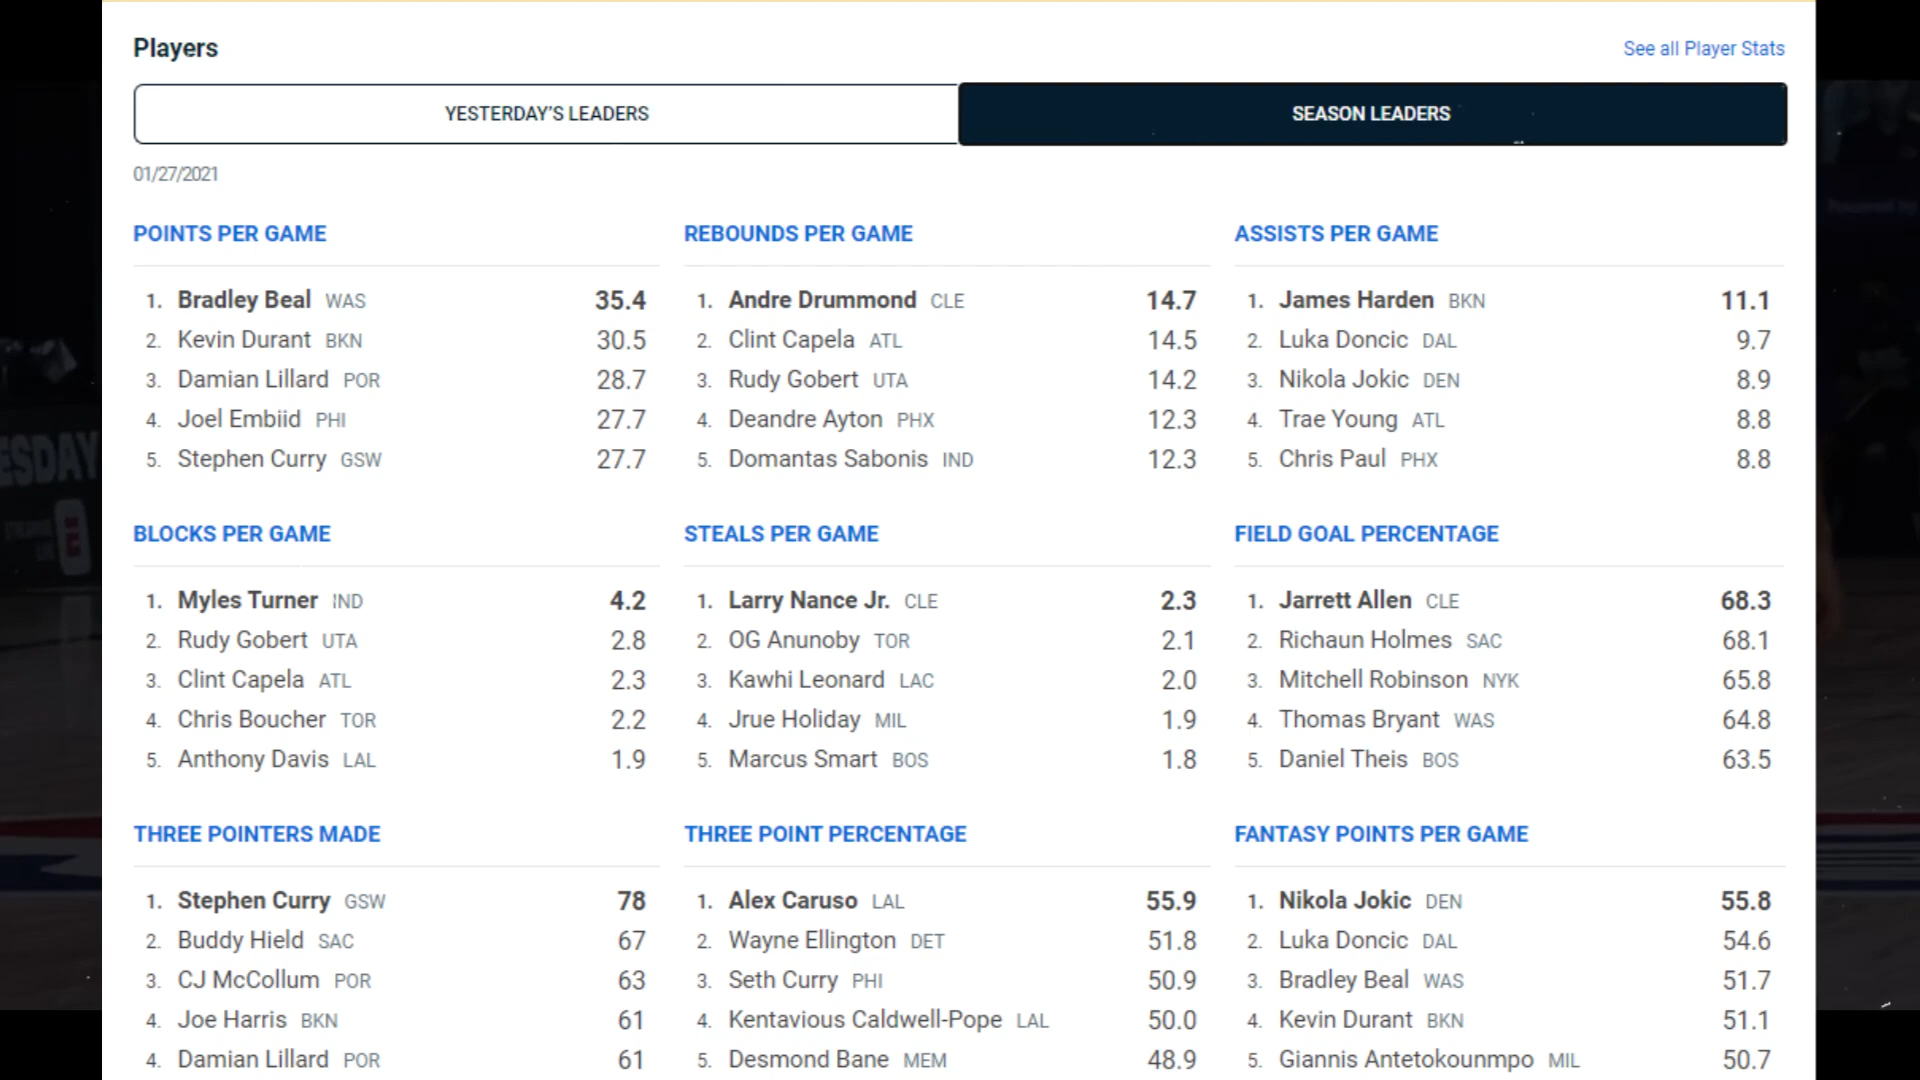 Players
See all Player Stats
YESTERDAY'S LEADERS
SEASON LEADERS
01/27/2021
POINTS PER GAME
1. Bradley Beal WAS 35.4
2. Kevin Durant BKN 30.5
3. Damian Lillard POR 28.7
4. Joel Embiid PHI 27.7
5. Stephen Curry GSW 27.7
REBOUNDS PER GAME
1. Andre Drummond CLE 14.7
2. Clint Capela ATL 14.5
3. Rudy Gobert UTA 14.2
4. Deandre Ayton PHX 12.3
5. Domantas Sabonis IND 12.3
ASSISTS PER GAME
1. James Harden BKN 11.1
2. Luka Doncic DAL 9.7
3. Nikola Jokic DEN 8.9
4. Trae Young ATL 8.8
5. Chris Paul PHX 8.8
BLOCKS PER GAME
1. Myles Turner IND 4.2
2. Rudy Gobert UTA 2.8
3. Clint Capela ATL 2.3
4. Chris Boucher TOR 2.2
5. Anthony Davis LAL 1.9
STEALS PER GAME
1. Larry Nance Jr. CLE 2.3
2. OG Anunoby TOR 2.1
3. Kawhi Leonard LAC 2.0
4. Jrue Holiday MIL 1.9
5. Marcus Smart BOS 1.8
FIELD GOAL PERCENTAGE
1. Jarrett Allen CLE 68.3
2. Richaun Holmes SAC 68.1
3. Mitchell Robinson NYK 65.8
4. Thomas Bryant WAS 64.8
5. Daniel Theis BOS 63.5
THREE POINTERS MADE
1. Stephen Curry GSW 78
2. Buddy Hield SAC 67
3. CJ McCollum POR 63
4. Joe Harris BKN 61
4. Damian Lillard POR 61
THREE POINT PERCENTAGE
1. Alex Caruso LAL 55.9
2. Wayne Ellington DET 51.8
3. Seth Curry PHI 50.9
4. Kentavious Caldwell-Pope LAL 50.0
5. Desmond Bane MEM 48.9
FANTASY POINTS PER GAME
1. Nikola Jokic DEN 55.8
2. Luka Doncic DAL 54.6
3. Bradley Beal WAS 51.7
4. Kevin Durant BKN 51.1
5. Giannis Antetokounmpo MIL 50.7
ESDAY